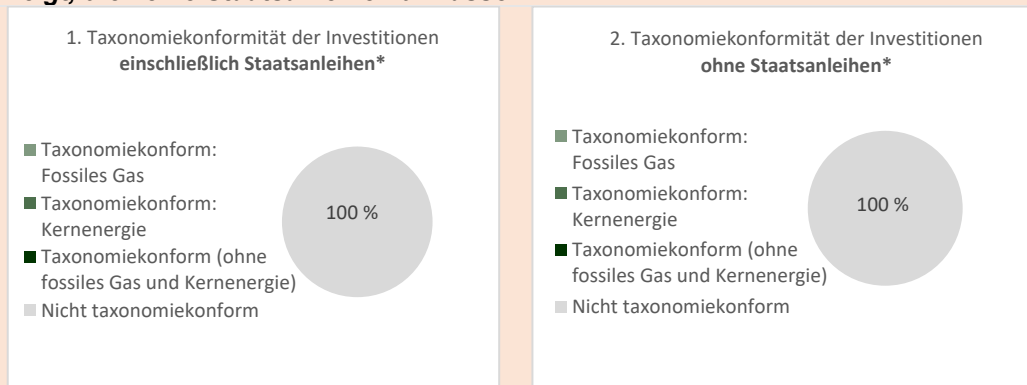 1. Taxonomiekonformität der Investitionen
einschließlich Staatsanleihen*
Taxonomiekonform:
Fossiles Gas
Taxonomiekonform:
Kernenergie
Taxonomiekonform (ohne
fossiles Gas und Kernenergie)
Nicht taxonomiekonform
100 %
2. Taxonomiekonformität der Investitionen
ohne Staatsanleihen*
Taxonomiekonform:
Fossiles Gas
Taxonomiekonform:
Kernenergie
Taxonomiekonform (ohne
fossiles Gas und Kernenergie)
Nicht taxonomiekonform
100 %